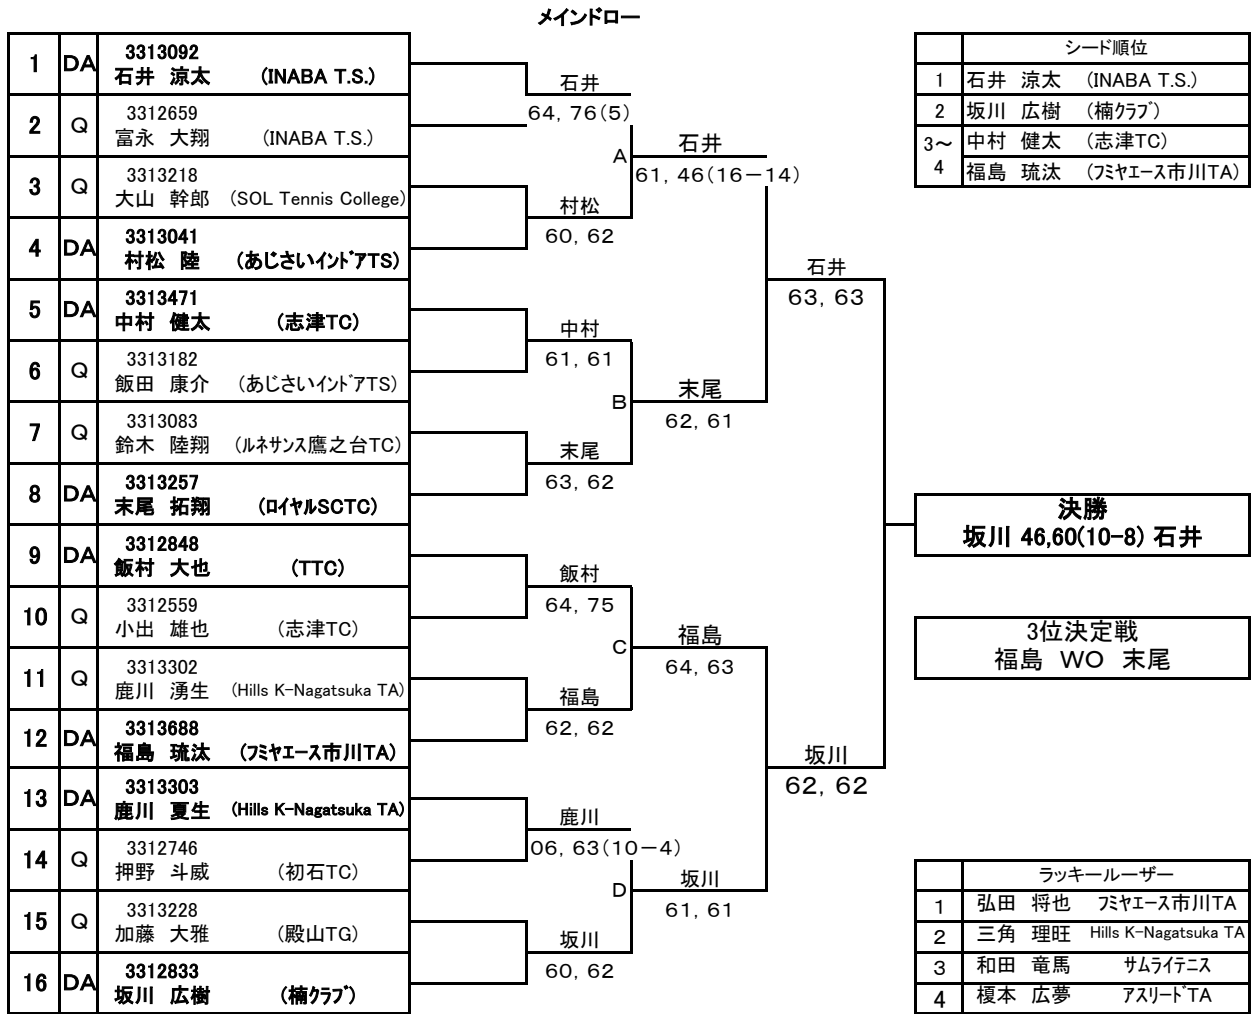 メインドロー
1 DA 3313092
石井 涼太 (INABA T.S.)
2 Q 3312659
富永 大翔 (INABA T.S.)
3 Q 3313218
大山 幹郎 (SOL Tennis College)
4 DA 3313041
村松 陸 (あじさいｲﾝﾄﾞｱTS)
5 DA 3313471
中村 健太 (志津TC)
6 Q 3313182
飯田 康介 (あじさいｲﾝﾄﾞｱTS)
7 Q 3313083
鈴木 陸翔 (ﾙﾈｻﾝｽ鷹之台TC)
8 DA 3313257
末尾 拓翔 (ﾛｲﾔﾙSCTC)
9 DA 3312848
飯村 大也 (TTC)
10 Q 3312559
小出 雄也 (志津TC)
11 Q 3313302
鹿川 湧生 (Hills K-Nagatsuka TA)
12 DA 3313688
福島 琉汰 (ﾌﾐﾔｴｰｽ市川TA)
13 DA 3313303
鹿川 夏生 (Hills K-Nagatsuka TA)
14 Q 3312746
押野 斗威 (初石TC)
15 Q 3313228
加藤 大雅 (殿山TG)
16 DA 3312833
坂川 広樹 (楠ｸﾗﾌﾞ)
石井
64, 76(5)
村松
60, 62
中村
61, 61
末尾
63, 62
飯村
64, 75
福島
62, 62
鹿川
06, 63(10－4)
坂川
60, 62
A
石井
61, 46(16－14)
B
末尾
62, 61
C
福島
64, 63
D
坂川
61, 61
石井
63, 63
坂川
62, 62
シード順位
1 石井 涼太 (INABA T.S.)
2 坂川 広樹 (楠ｸﾗﾌﾞ)
3～
4
中村 健太 (志津TC)
福島 琉汰 (ﾌﾐﾔｴｰｽ市川TA)
決勝
坂川 46,60(10-8) 石井
3位決定戦
福島 WO 末尾
ラッキールーザー
1 弘田 将也 ﾌﾐﾔｴｰｽ市川TA
2 三角 理旺 Hills K-Nagatsuka TA
3 和田 竜馬 ｻﾑﾗｲﾃﾆｽ
4 榎本 広夢 ｱｽﾘｰﾄﾞTA